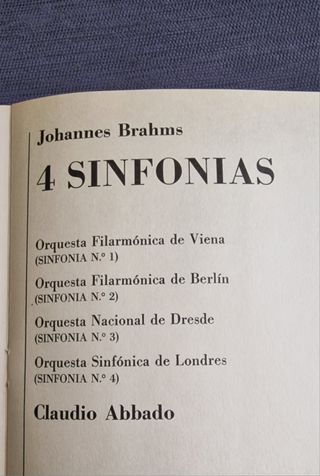 Johannes Brahms
4 SINFONIAS
Orquesta Filarmónica de Viena
(SINFONIA N.º 1)
Orquesta Filarmónica de Berlín
(SINFONIA N.º 2)
Orquesta Nacional de Dresde
(SINFONIA N.º 3)
Orquesta Sinfónica de Londres
(SINFONIA N.º 4)
Claudio Abbado